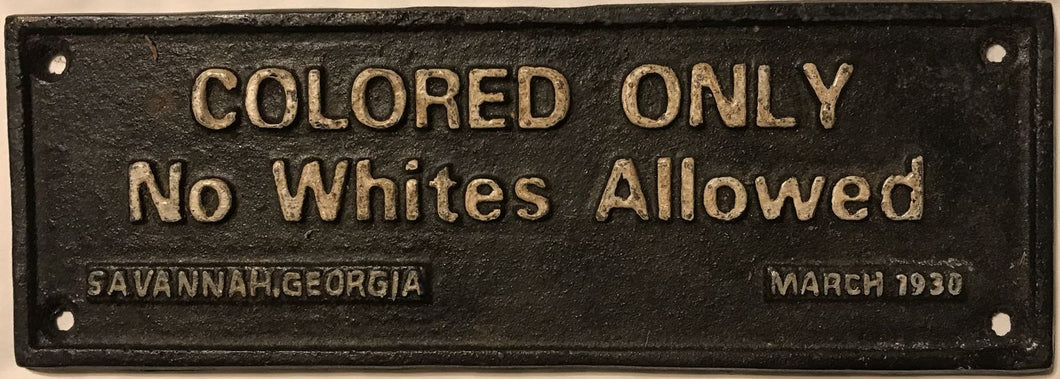 COLORED ONLY
No Whites Allowed
SAVANNAH, GEORGIA
MARCH 1930